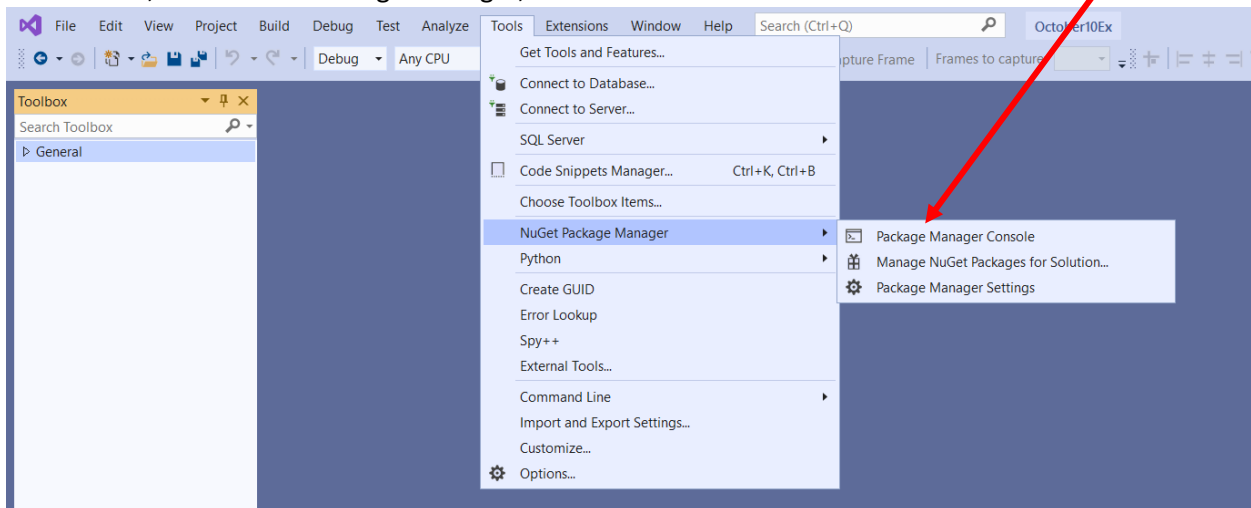 File Edit View Project Build Debug Test Analyze Tools Extensions Window Help Search (Ctrl+Q) October10Ex
Debug Any CPU pture Frame Frames to capture
Toolbox
Search Toolbox
General
Get Tools and Features...
Connect to Database...
Connect to Server...
SQL Server
Code Snippets Manager... Ctrl+K, Ctrl+B
Choose Toolbox Items...
NuGet Package Manager
Python
Create GUID
Error Lookup
Spy++
External Tools...
Command Line
Import and Export Settings...
Customize...
Options...
Package Manager Console
Manage NuGet Packages for Solution...
Package Manager Settings